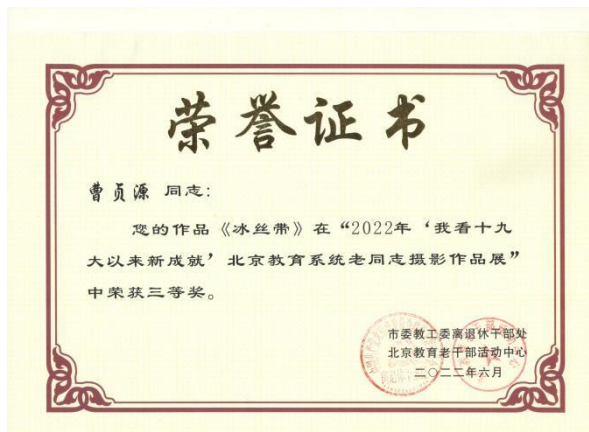 荣誉证书
曹贞源 同志：
您的作品《冰丝带》在“2022年‘我看十九
大以来新成就’北京教育系统老同志摄影作品展”
中荣获三等奖。
市委教工委离退休干部处
北京教育老干部活动中心
二〇二二年六月